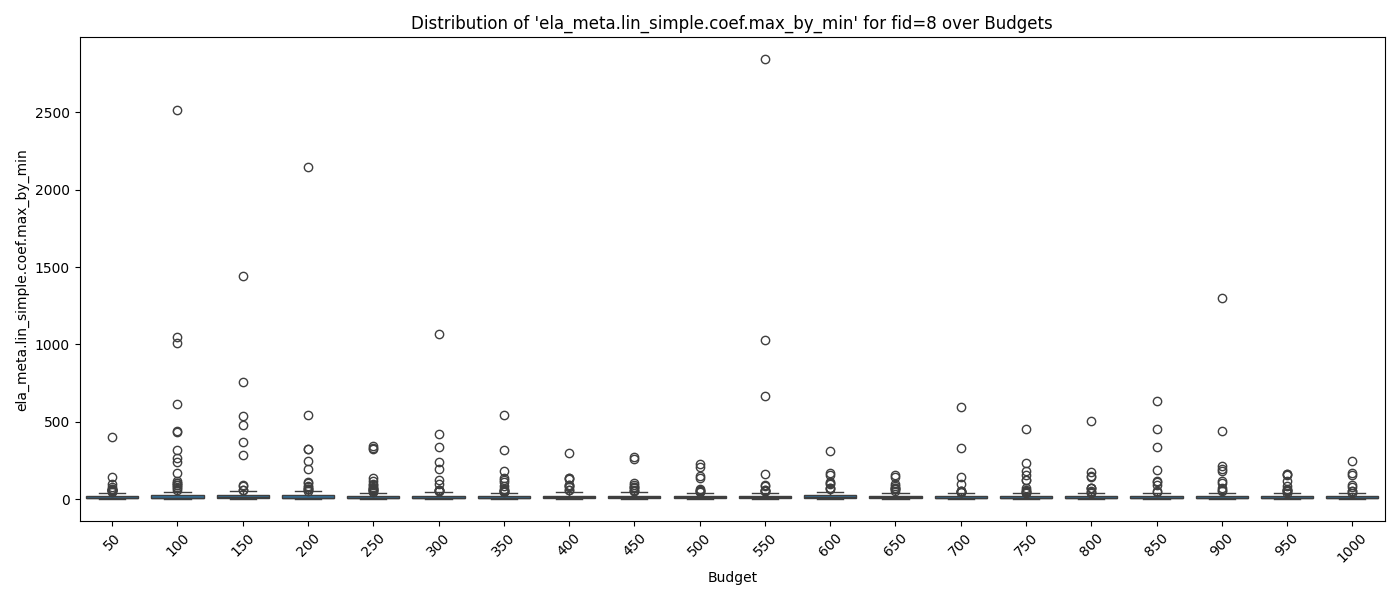 Distribution of 'ela_meta.lin_simple.coef.max_by_min' for fid=8 over Budgets
ela_meta.lin_simple.coef.max_by_min
2500
2000
1500
1000
500
0
50 100 150 200 250 300 350 400 450 500 550 600 650 700 750 800 850 900 950 1000
Budget